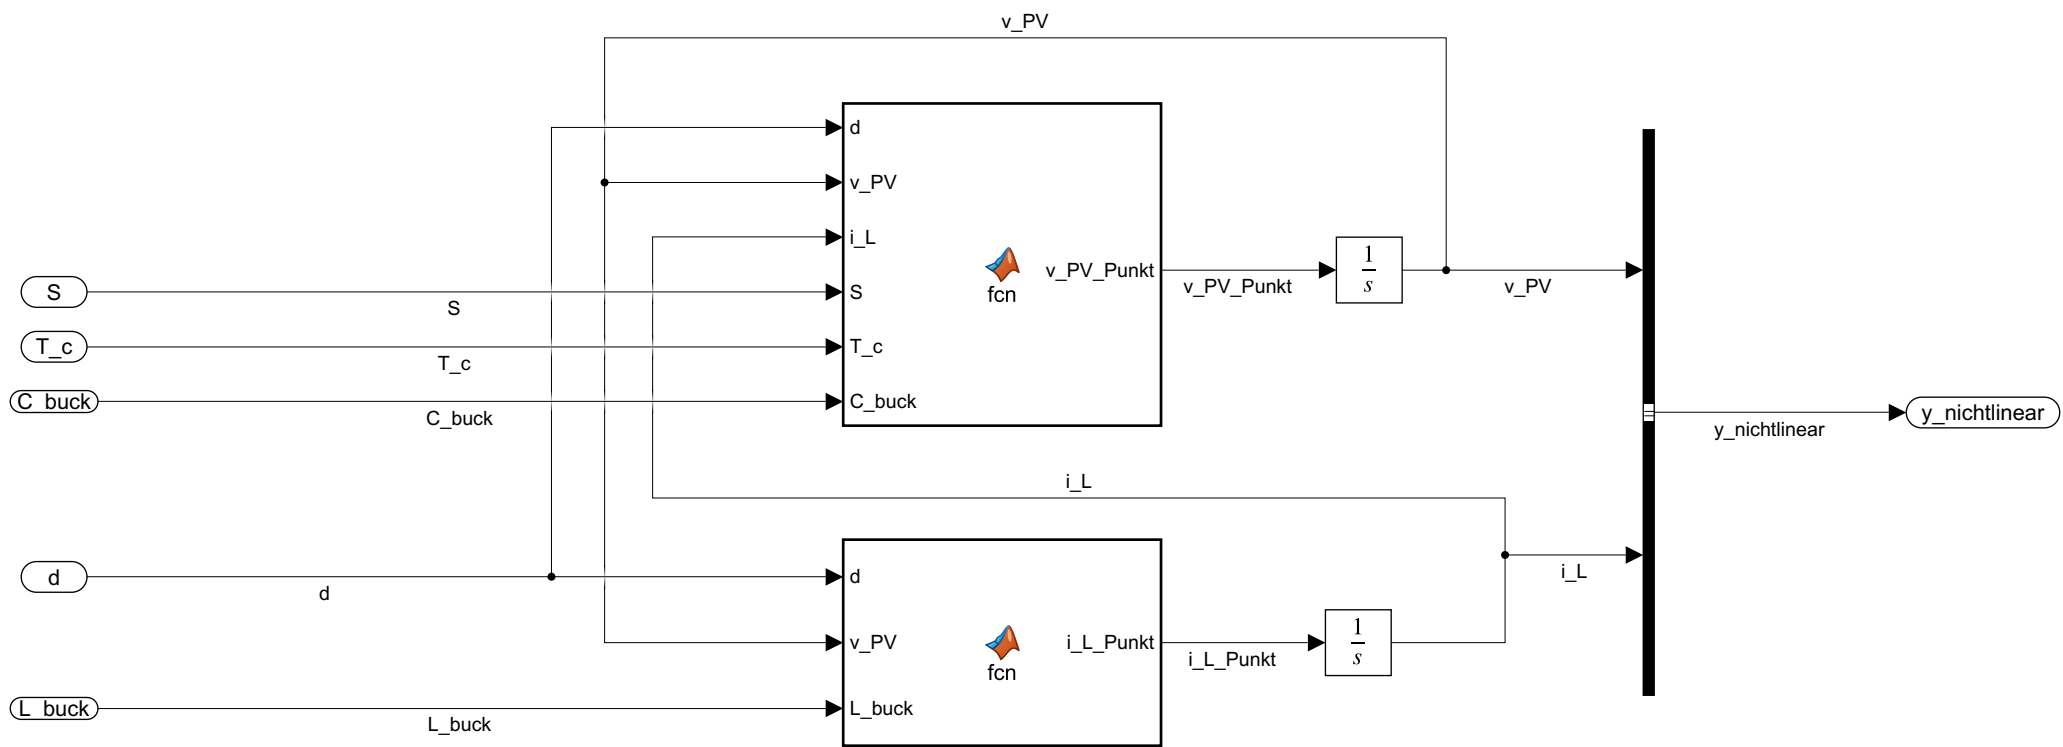 v_PV
d
v_PV
i_L
S
T_c
C_buck
fcn
v_PV_Punkt
S
S
T_c
T_c
C_buck
C_buck
v_PV_Punkt
1
s
v_PV
y_nichtlinear
y_nichtlinear
i_L
d
d
d
v_PV
L_buck
fcn
i_L_Punkt
i_L_Punkt
1
s
i_L
L_buck
L_buck